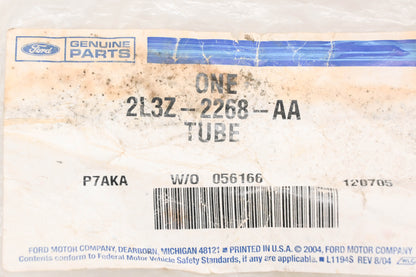 Ford GENUINE PARTS
ONE
2L3Z-2268-AA
TUBE
P7AKA W/O 056166 120705
FORD MOTOR COMPANY, DEARBORN, MICHIGAN 48121 ■ PRINTED IN U.S.A. © 2004, FORD MOTOR COMPANY
Contents conform to Federal Motor Vehicle Safety Standards, if any are applicable. ■ L1194S REV 8/04